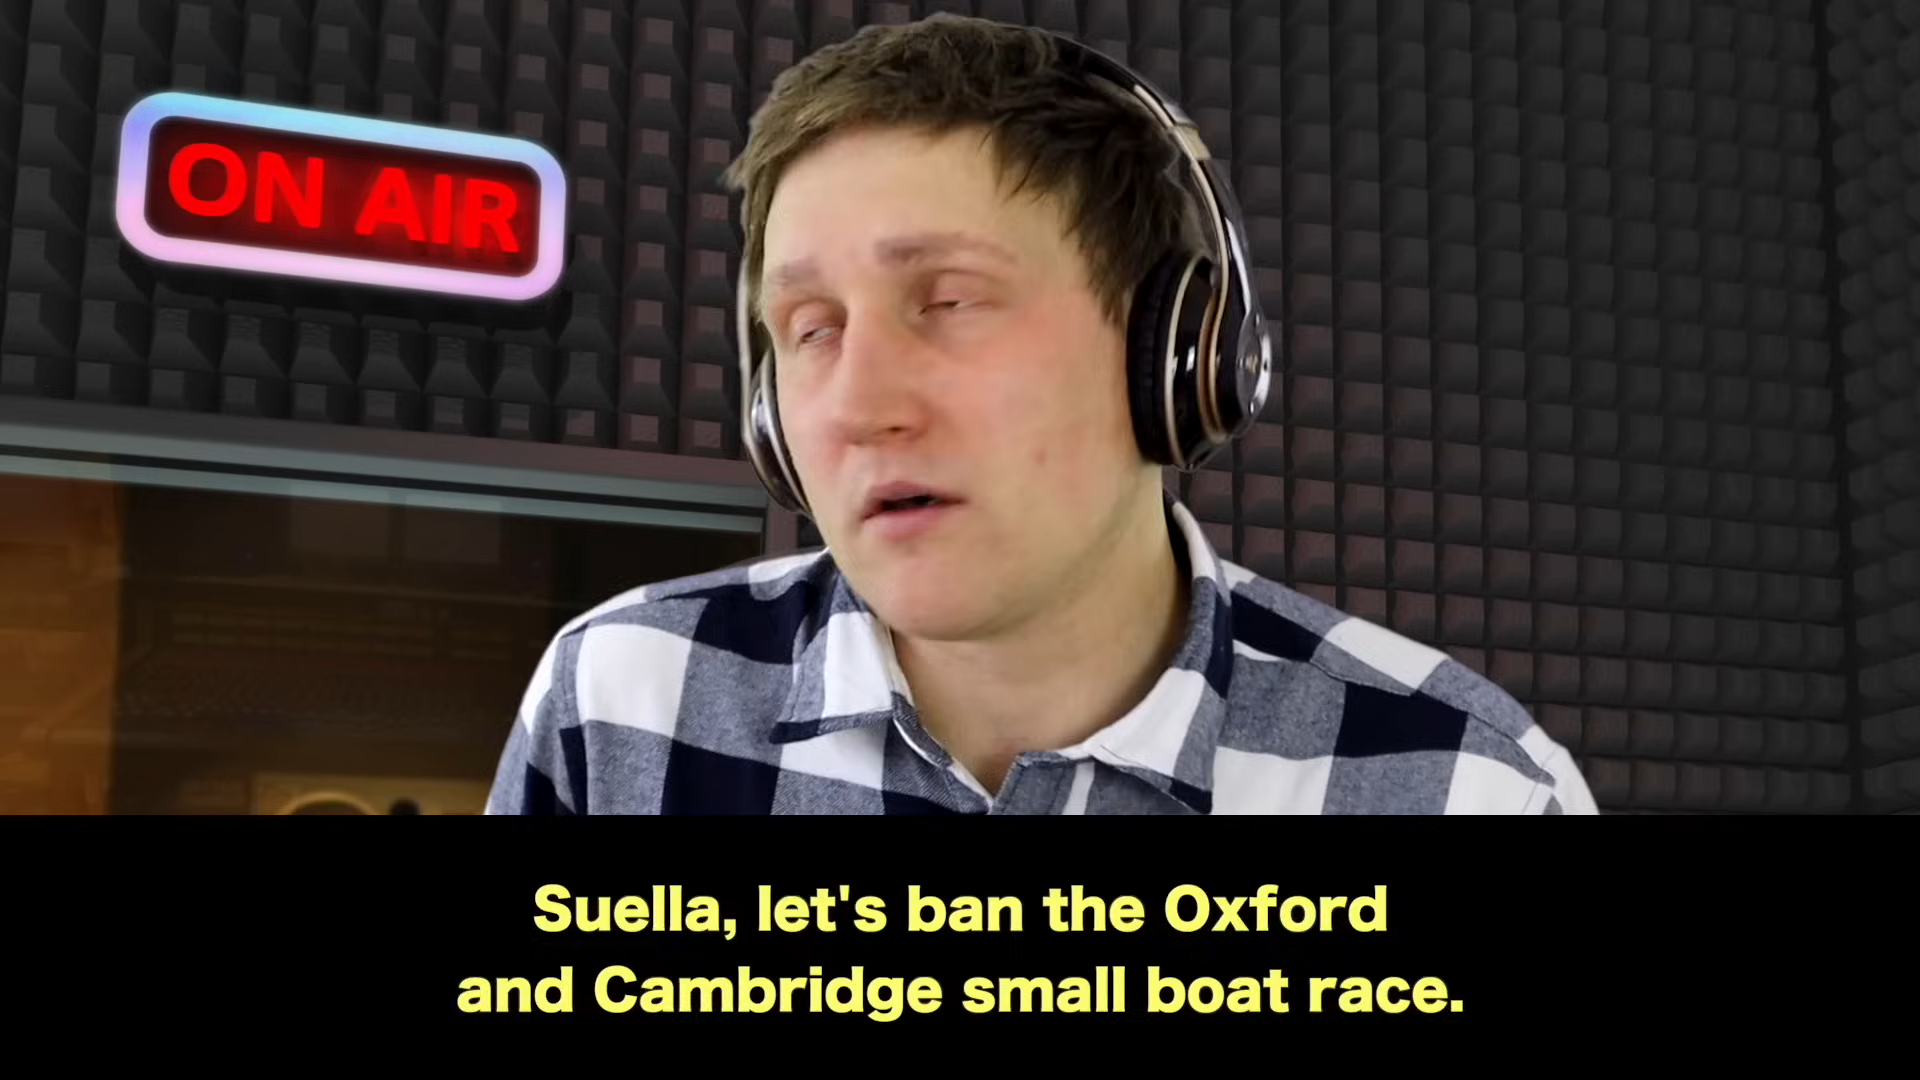 ON AIR
Suella, let's ban the Oxford
and Cambridge small boat race.